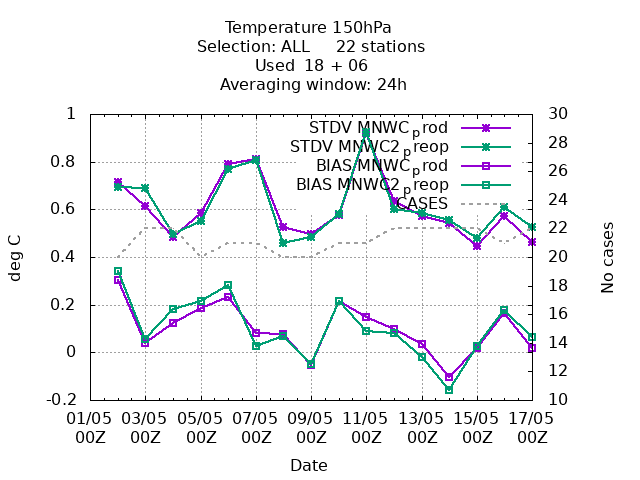 Temperature 150hPa
Selection: ALL 22 stations
Used 18 + 06
Averaging window: 24h
1
0.8
0.6
0.4
0.2
0
-0.2
deg C
30
28
26
24
22
20
18
16
14
12
10
No cases
STDV MNWC_prod
STDV MNWC2_preop
BIAS MNWC_prod
BIAS MNWC2_preop
CASES
01/05 03/05 05/05 07/05 09/05 11/05 13/05 15/05 17/05
00Z 00Z 00Z 00Z 00Z 00Z 00Z 00Z 00Z
Date